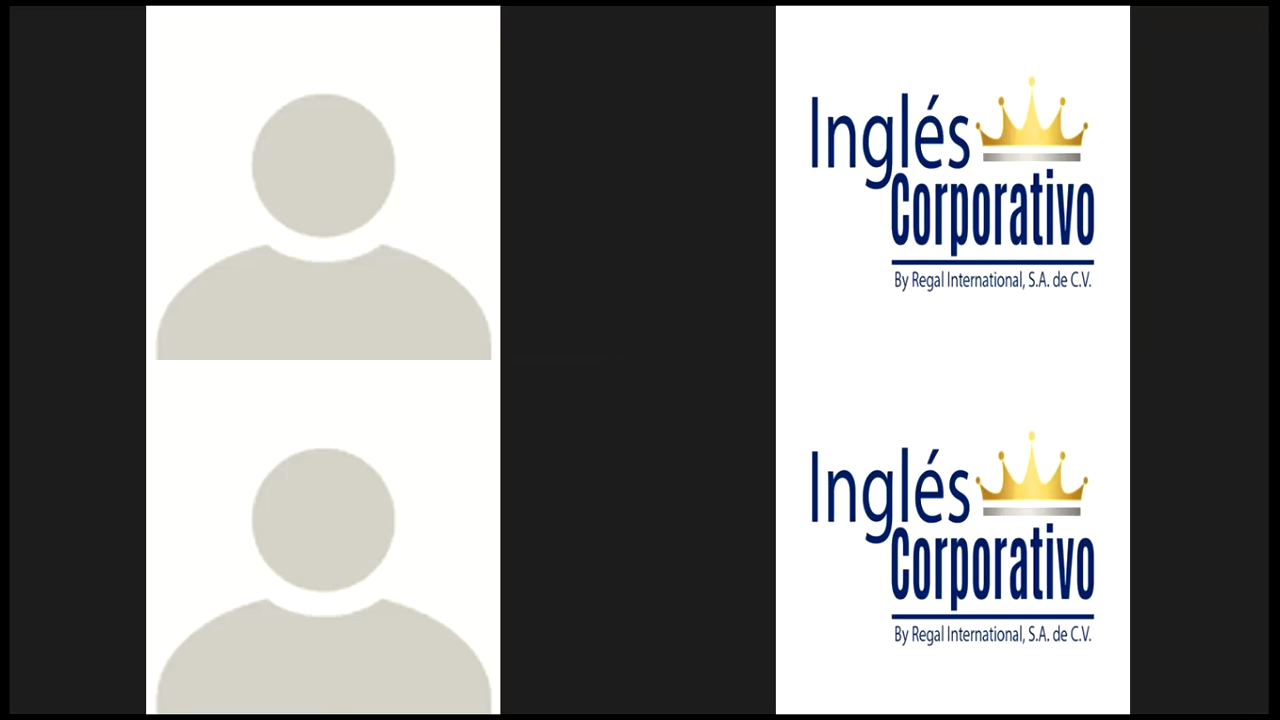 Inglés
Corporativo
By Regal International, S.A. de C.V.
Inglés
Corporativo
By Regal International, S.A. de C.V.